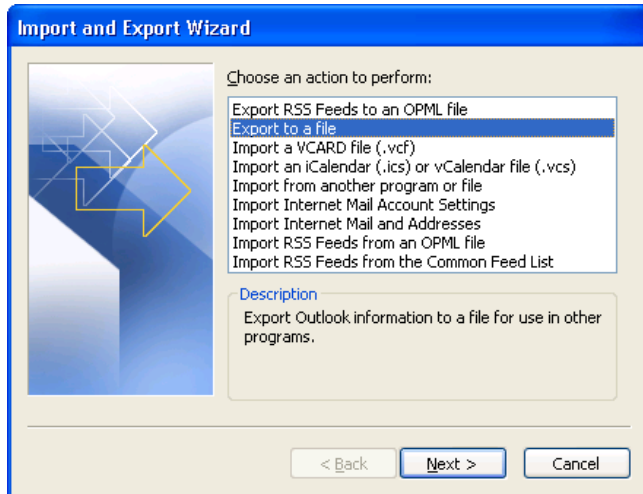 Import and Export Wizard
Choose an action to perform:
Export RSS Feeds to an OPML file
Export to a file
Import a VCARD file (.vcf)
Import an iCalendar (.ics) or vCalendar file (.vcs)
Import from another program or file
Import Internet Mail Account Settings
Import Internet Mail and Addresses
Import RSS Feeds from an OPML file
Import RSS Feeds from the Common Feed List
Description
Export Outlook information to a file for use in other
programs.
< Back Next > Cancel